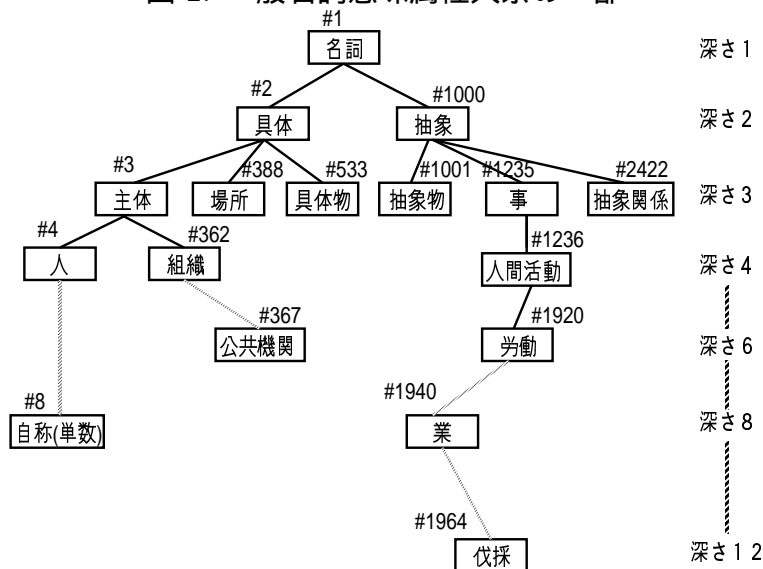 #1
名詞 深さ1
#2 #1000
具体 抽象 深さ2
#3 #388 #533 #1001 #1235 #2422
主体 場所 具体物 抽象物 事 抽象関係 深さ3
#4 #362 #1236
人 組織 人間活動 深さ4
#367 #1920
公共機関 労働 深さ6
#8 #1940
自称(単数) 業 深さ8
#1964
伐採 深さ12